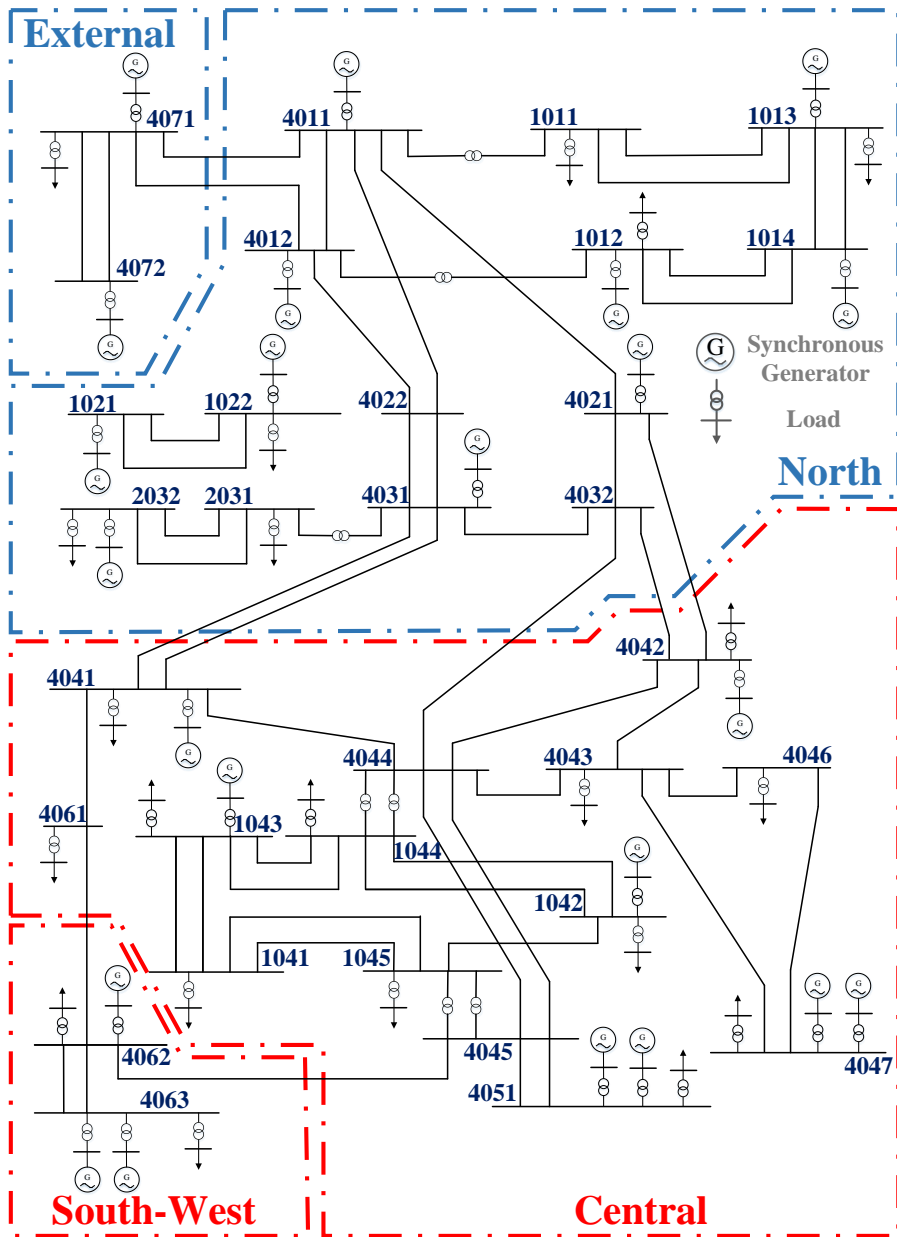 External
G
G
G
4071
4011
1011
1013
4012
1012
1014
4072
G
G
G
G
G
G
G
Synchronous
Generator
1021
1022
4022
4021
Load
G
G
2032
2031
4031
4032
North
G
4042
4041
G
G
4044
4043
4046
G
4061
1043
1044
G
1042
1041
1045
G
G
G
4062
4045
G
G
4047
4063
4051
G
G
South-West
Central